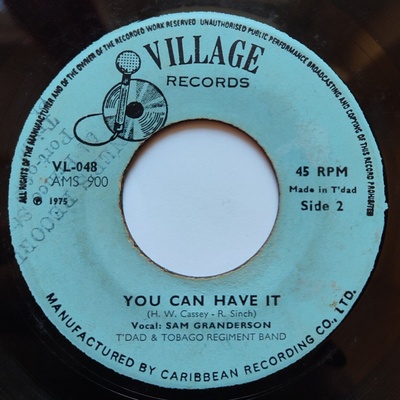 ALL RIGHTS OF THE MANUFACTURER AND OF THE OWNER OF THE RECORDED WORK RESERVED UNAUTHORISED PUBLIC PERFORMANCE BROADCASTING AND COPYING OF THIS RECORD PROHIBITED
VILLAGE
RECORDS
VL-048
AMS 900
℗ 1975
45 RPM
Made in T'dad
Side 2
YOU CAN HAVE IT
(H. W. Cassey - R. Sinch)
Vocal: SAM GRANDERSON
T'DAD & TOBAGO REGIMENT BAND
MANUFACTURED BY CARIBBEAN RECORDING CO., LTD.